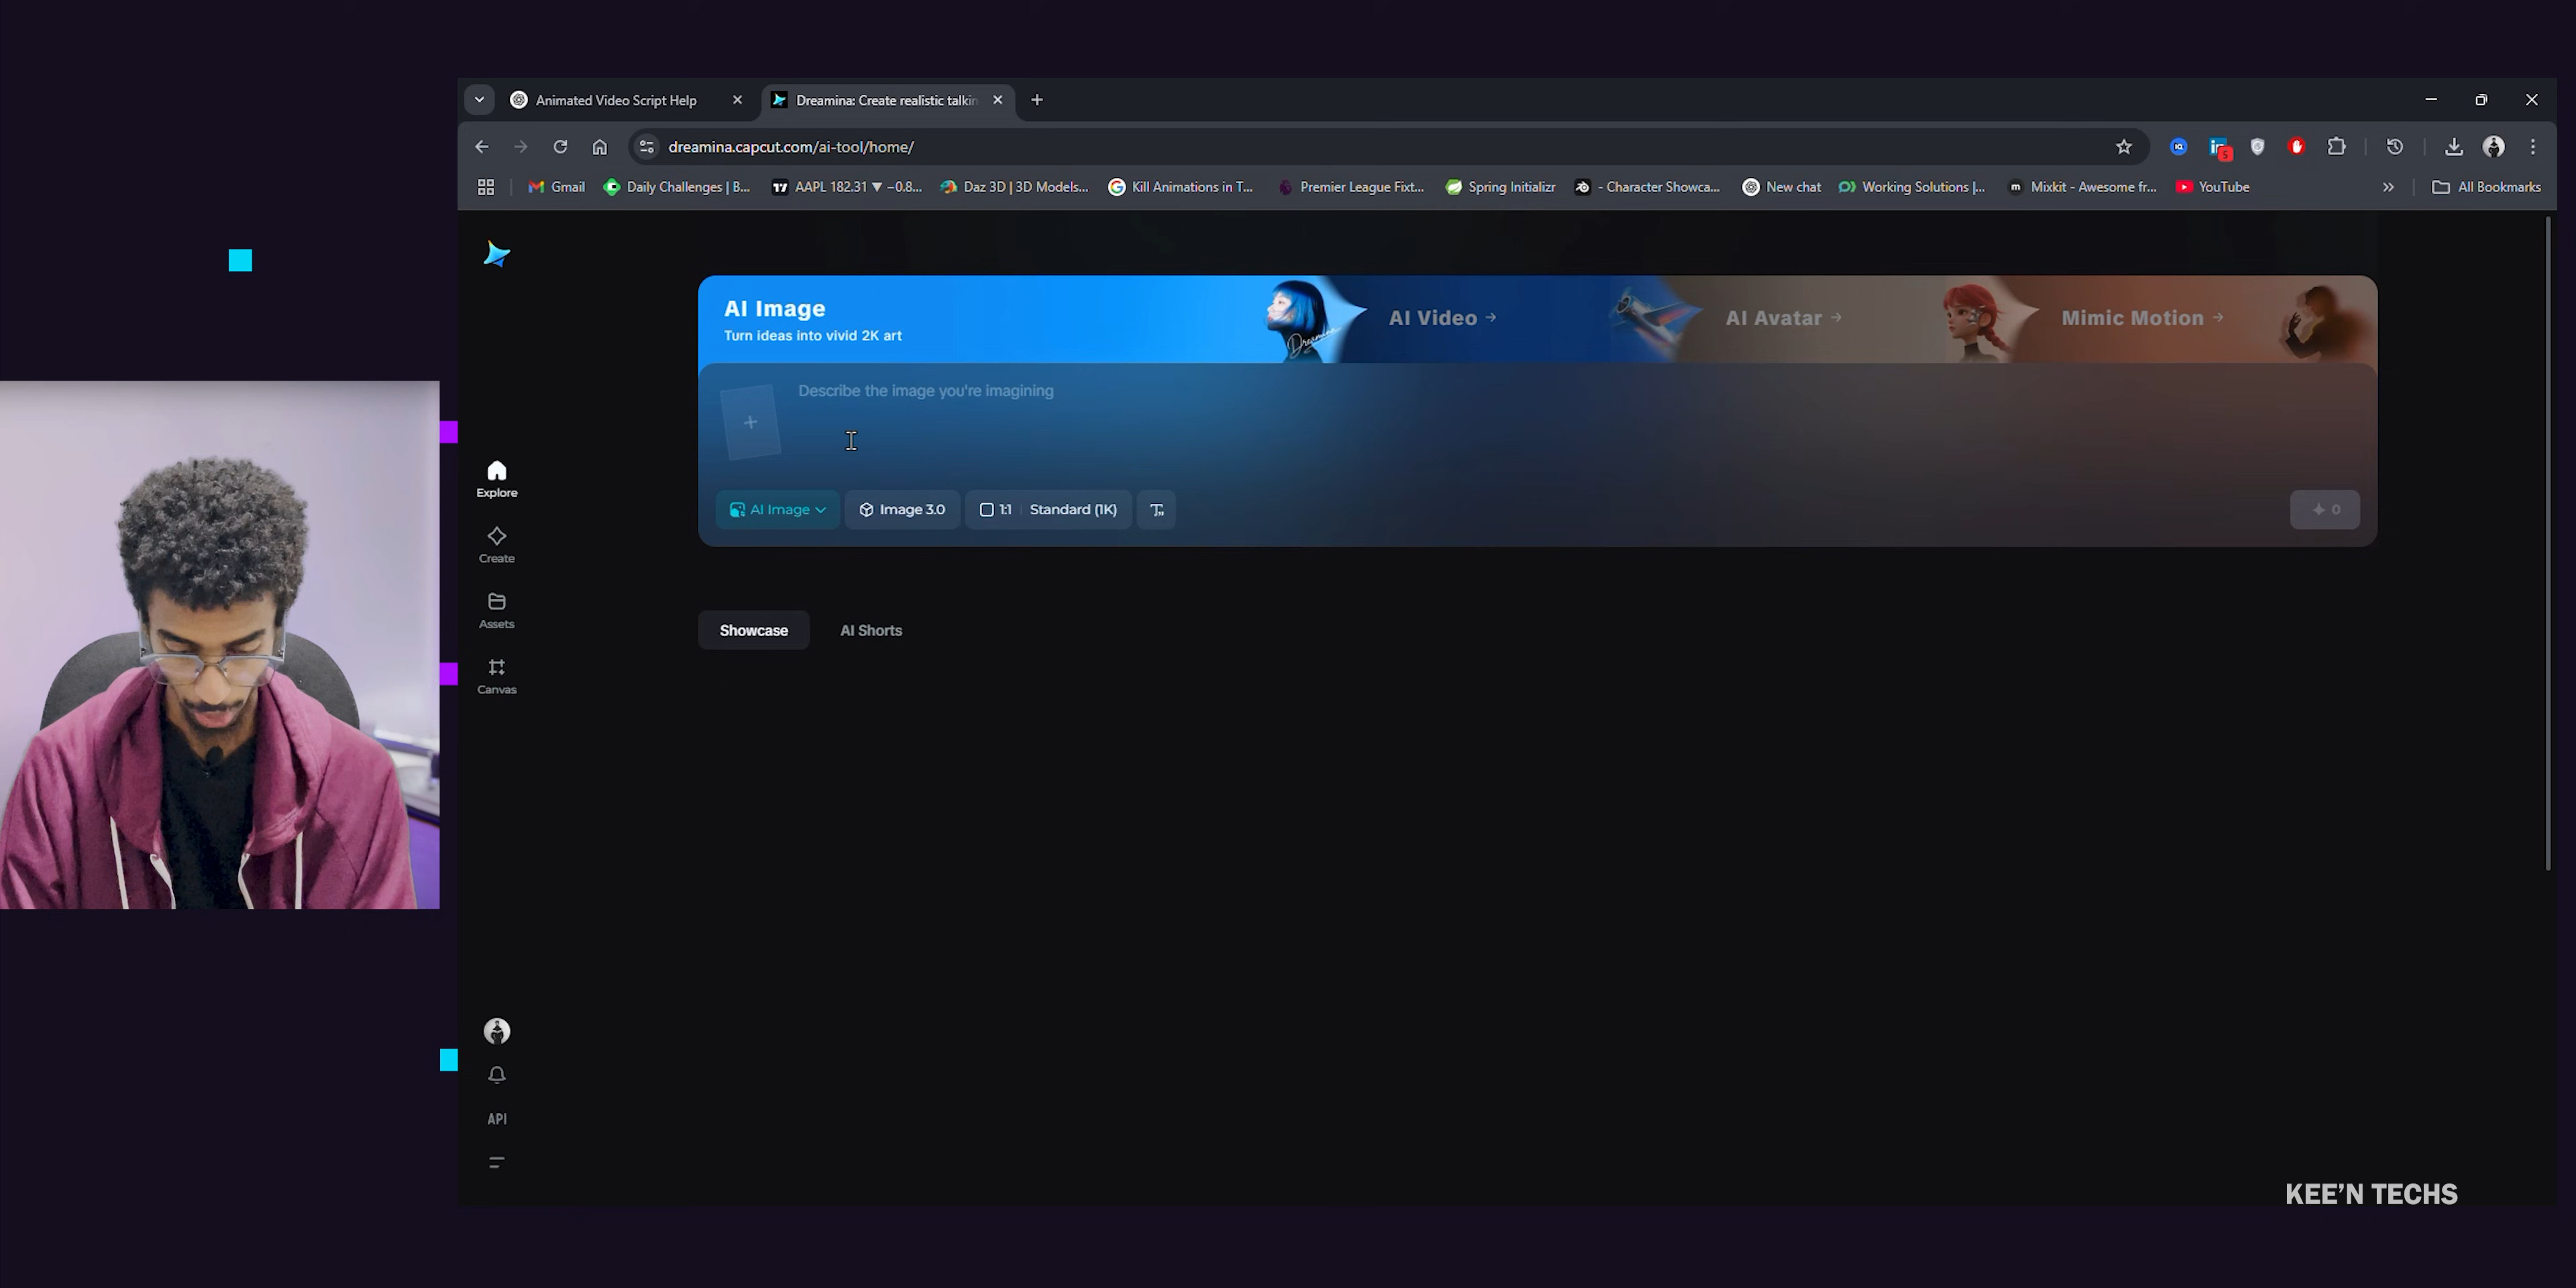 Animated Video Script Help
Dreamina: Create realistic talkin
dreamina.capcut.com/ai-tool/home/
5
Gmail
Daily Challenges | B...
AAPL 182.31 ▼ −0.8...
Daz 3D | 3D Models...
Kill Animations in T...
Premier League Fixt...
Spring Initializr
- Character Showca...
New chat
Working Solutions |...
Mixkit - Awesome fr...
YouTube
All Bookmarks
AI Image
Turn ideas into vivid 2K art
AI Video →
AI Avatar →
Mimic Motion →
Describe the image you're imagining
AI Image
Image 3.0
1:1
Standard (1K)
0
Explore
Create
Assets
Canvas
Showcase
AI Shorts
API
KEE'N TECHS